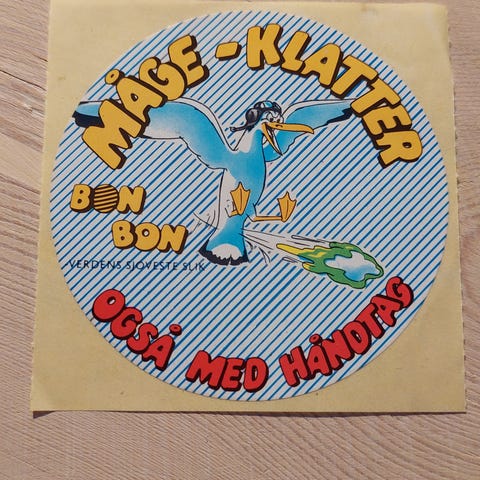 MÅGE-KLATTER
BON
BON
VERDENS SJOVESTE SLIK
OGSÅ MED HÅNDTAG